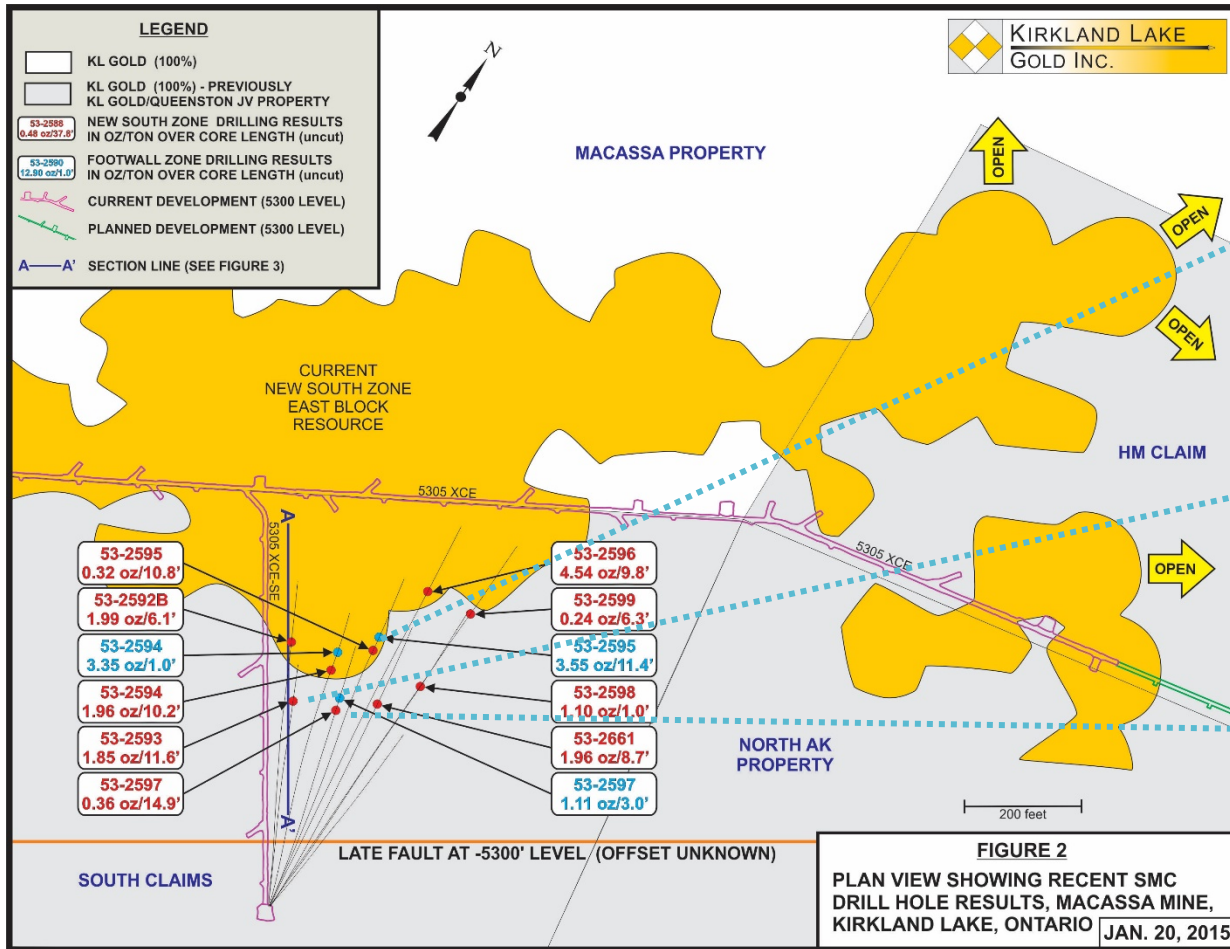 LEGEND
KL GOLD (100%)
KL GOLD (100%) - PREVIOUSLY
KL GOLD/QUEENSTON JV PROPERTY
53-2588
0.48 oz/37.8'
NEW SOUTH ZONE DRILLING RESULTS
IN OZ/TON OVER CORE LENGTH (uncut)
53-2590
12.90 oz/1.0'
FOOTWALL ZONE DRILLING RESULTS
IN OZ/TON OVER CORE LENGTH (uncut)
CURRENT DEVELOPMENT (5300 LEVEL)
PLANNED DEVELOPMENT (5300 LEVEL)
A A' SECTION LINE (SEE FIGURE 3)
N
KIRKLAND LAKE
GOLD INC.
MACASSA PROPERTY
OPEN
OPEN
OPEN
OPEN
CURRENT
NEW SOUTH ZONE
EAST BLOCK
RESOURCE
HM CLAIM
5305 XCE
5305 XCE
5305 XCE-SE
A
A'
53-2595
0.32 oz/10.8'
53-2592B
1.99 oz/6.1'
53-2594
3.35 oz/1.0'
53-2594
1.96 oz/10.2'
53-2593
1.85 oz/11.6'
53-2597
0.36 oz/14.9'
53-2596
4.54 oz/9.8'
53-2599
0.24 oz/6.3'
53-2595
3.55 oz/11.4'
53-2598
1.10 oz/1.0'
53-2661
1.96 oz/8.7'
53-2597
1.11 oz/3.0'
NORTH AK
PROPERTY
200 feet
LATE FAULT AT -5300' LEVEL (OFFSET UNKNOWN)
SOUTH CLAIMS
FIGURE 2
PLAN VIEW SHOWING RECENT SMC
DRILL HOLE RESULTS, MACASSA MINE,
KIRKLAND LAKE, ONTARIO
JAN. 20, 2015